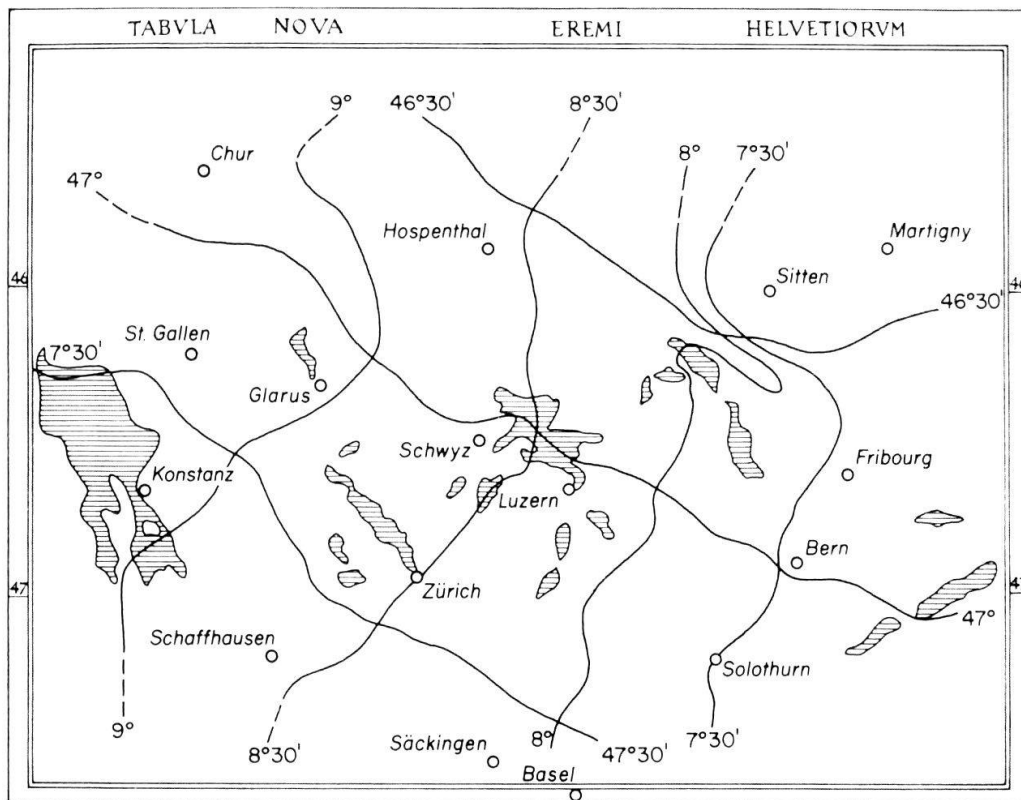 TABVLA NOVA EREMI HELVETIORVM
9° 46°30' 8°30'
8° 7°30'
Chur
47°
Hospenthal
Martigny
Sitten
46
46
46°30'
St. Gallen
7°30'
Glarus
Schwyz
Konstanz
Luzern
Fribourg
Bern
47
Zürich
47
47°
Schaffhausen
Solothurn
9°
8°30'
Säckingen
8°
47°30'
7°30'
Basel